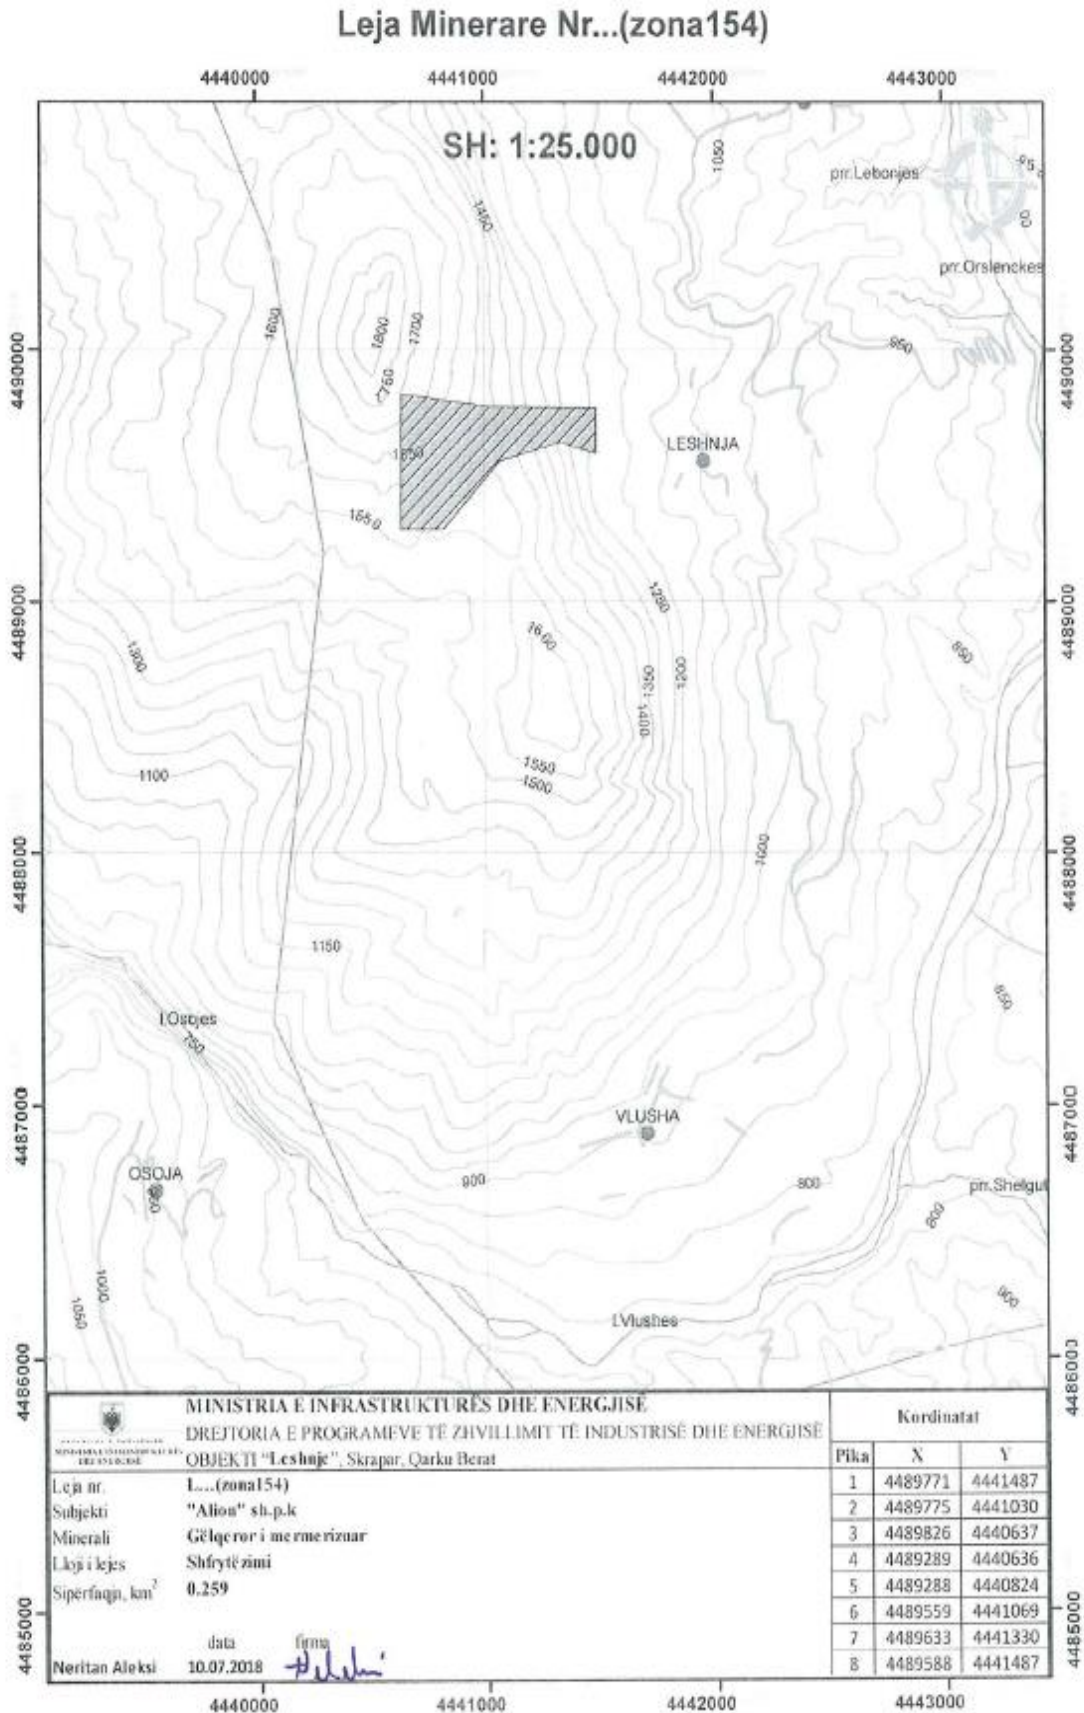 Leja Minerare Nr...(zona154)
4440000 4441000 4442000 4443000
SH: 1:25.000
1050
prr.Lebonjes
1450
prr.Orslenckes
1600
1800
1700
4490000
4490000
950
1750
LESHNJA
1650
1550
4489000
4489000
1250
1600
1300
850
1350
1200
1400
1550
1500
1100
1000
4488000
4488000
1150
850
l.Osojes
750
4487000
4487000
VLUSHA
OSOJA
900
800
prr.Shelgut
800
1000
1050
900
l.Vlushes
4486000
4486000
MINISTRIA E INFRASTRUKTURËS DHE ENERGJISË
DREJTORIA E PROGRAMEVE TË ZHVILLIMIT TË INDUSTRISË DHE ENERGJISË
OBJEKTI "Leshnje", Skrapar, Qarku Berat
Leja nr. L...(zona154)
Subjekti "Alion" sh.p.k
Minerali Gëlqeror i mermerizuar
Lloji i lejes Shfrytëzimi
Sipërfaqja, km² 0.259
data firma
Neritan Aleksi 10.07.2018
Kordinatat
Pika X Y
1 4489771 4441487
2 4489775 4441030
3 4489826 4440637
4 4489289 4440636
5 4489288 4440824
6 4489559 4441069
7 4489633 4441330
8 4489588 4441487
4485000
4485000
4440000 4441000 4442000 4443000